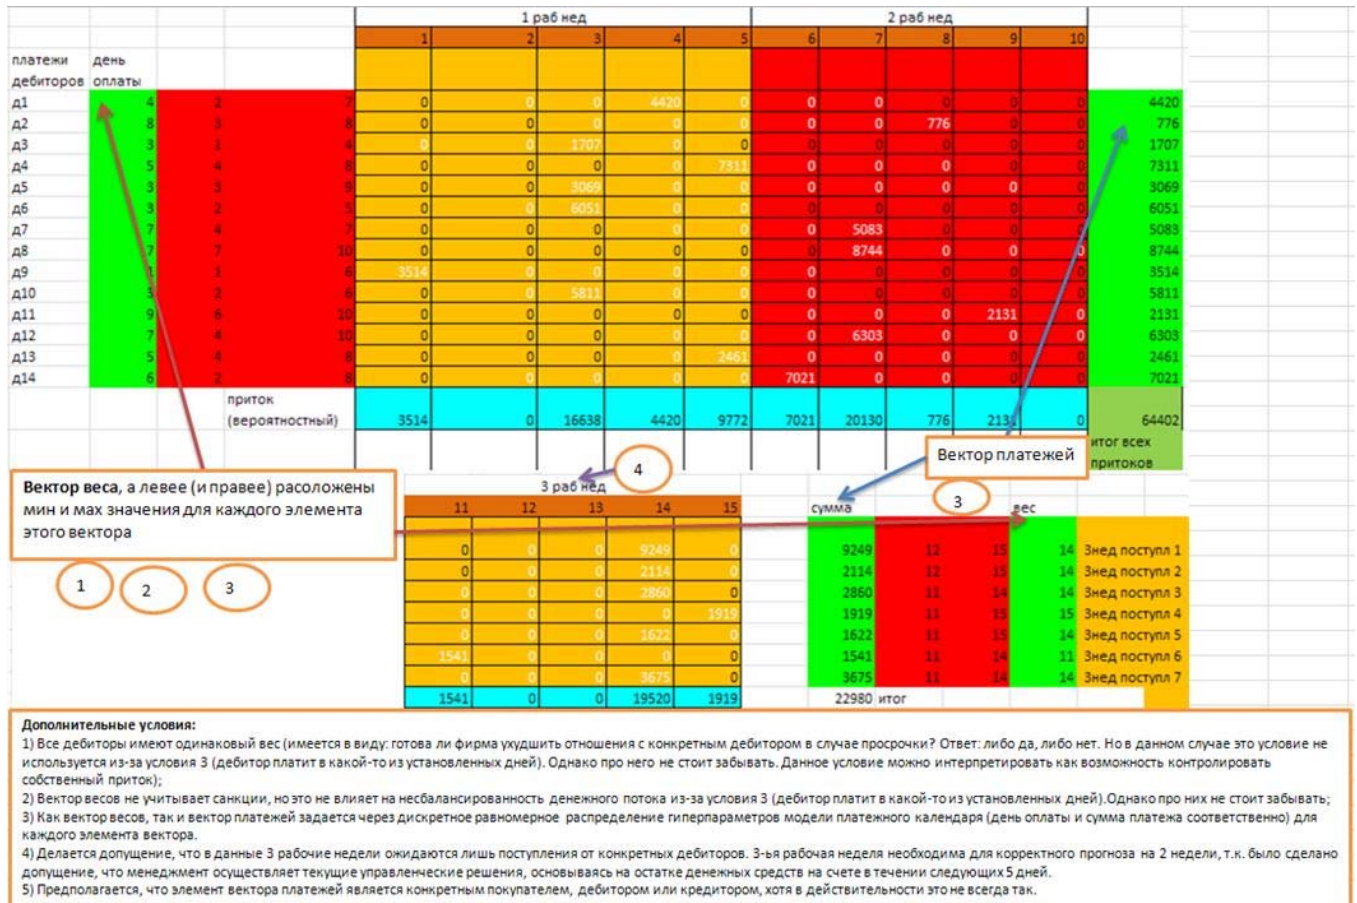 1 раб нед 2 раб нед
1 2 3 4 5 6 7 8 9 10
платежи день
дебиторов оплаты
д1 4 2 7 0 0 0 4420 0 0 0 0 0 0 4420
д2 8 3 8 0 0 0 0 0 0 0 776 0 0 776
д3 3 1 4 0 0 1707 0 0 0 0 0 0 0 1707
д4 5 4 8 0 0 0 0 7311 0 0 0 0 0 7311
д5 3 3 9 0 0 3069 0 0 0 0 0 0 0 3069
д6 3 2 5 0 0 6051 0 0 0 0 0 0 0 6051
д7 7 4 7 0 0 0 0 0 0 5083 0 0 0 5083
д8 7 7 10 0 0 0 0 0 0 8744 0 0 0 8744
д9 1 1 6 3514 0 0 0 0 0 0 0 0 0 3514
д10 3 2 6 0 0 5811 0 0 0 0 0 0 0 5811
д11 9 6 10 0 0 0 0 0 0 0 0 2131 0 2131
д12 7 4 10 0 0 0 0 0 0 6303 0 0 0 6303
д13 5 4 8 0 0 0 0 2461 0 0 0 0 0 2461
д14 6 2 8 0 0 0 0 0 7021 0 0 0 0 7021
приток
(вероятностный) 3514 0 16638 4420 9772 7021 20130 776 2131 0 64402
итог всех
притоков
Вектор платежей
Вектор веса, а левее (и правее) расоложены
мин и мах значения для каждого элемента
этого вектора
1 2 3
4
3 раб нед
3
11 12 13 14 15 сумма вес
0 0 0 9249 0 9249 12 15 14 3нед поступл 1
0 0 0 2114 0 2114 12 15 14 3нед поступл 2
0 0 0 2860 0 2860 11 14 14 3нед поступл 3
0 0 0 0 1919 1919 11 15 15 3нед поступл 4
0 0 0 1622 0 1622 11 15 14 3нед поступл 5
1541 0 0 0 0 1541 11 14 11 3нед поступл 6
0 0 0 3675 0 3675 11 14 14 3нед поступл 7
1541 0 0 19520 1919 22980 итог
Дополнительные условия:
1) Все дебиторы имеют одинаковый вес (имеется в виду: готова ли фирма ухудшить отношения с конкретным дебитором в случае просрочки? Ответ: либо да, либо нет. Но в данном случае это условие не
используется из-за условия 3 (дебитор платит в какой-то из установленных дней). Однако про него не стоит забывать. Данное условие можно интерпретировать как возможность контролировать
собственный приток);
2) Вектор весов не учитывает санкции, но это не влияет на несбалансированность денежного потока из-за условия 3 (дебитор платит в какой-то из установленных дней).Однако про них не стоит забывать;
3) Как вектор весов, так и вектор платежей задается через дискретное равномерное распределение гиперпараметров модели платежного календаря (день оплаты и сумма платежа соответственно) для
каждого элемента вектора.
4) Делается допущение, что в данные 3 рабочие недели ожидаются лишь поступления от конкретных дебиторов. 3-ья рабочая неделя необходима для корректного прогноза на 2 недели, т.к. было сделано
допущение, что менеджмент осуществляет текущие управленческие решения, основываясь на остатке денежных средств на счете в течении следующих 5 дней.
5) Предполагается, что элемент вектора платежей является конкретным покупателем, дебитором или кредитором, хотя в действительности это не всегда так.